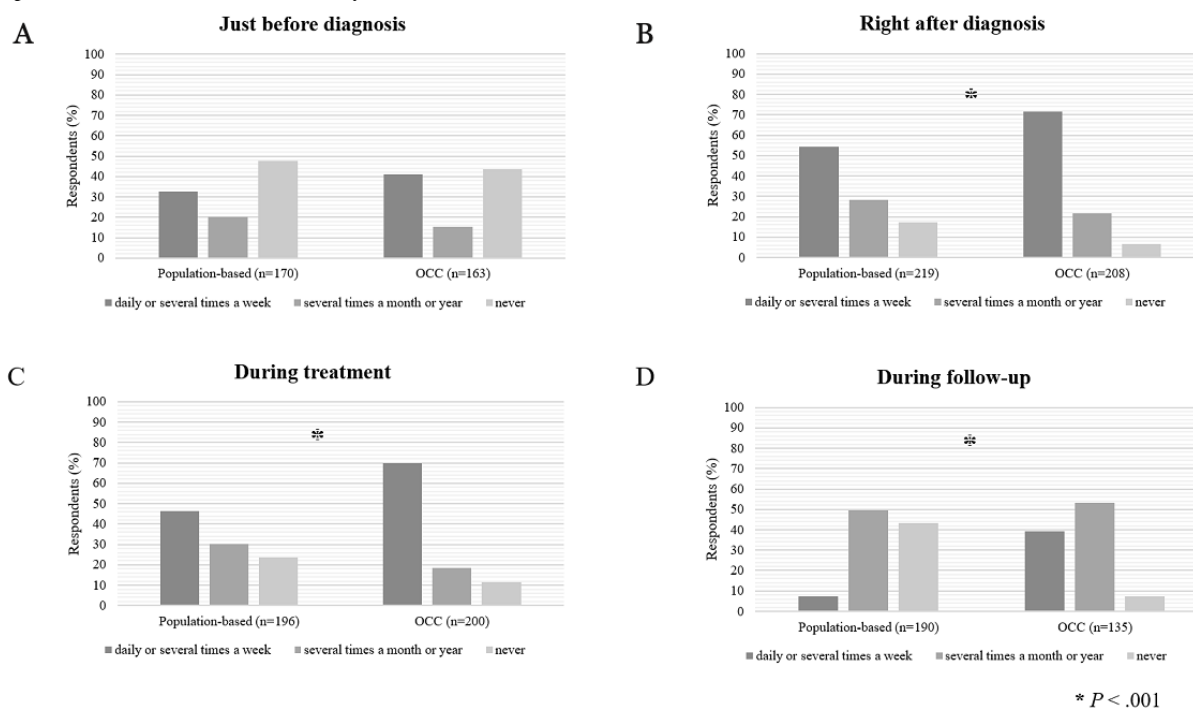 A
Just before diagnosis
Respondents (%)
100
90
80
70
60
50
40
30
20
10
0
Population-based (n=170)
OCC (n=163)
daily or several times a week
several times a month or year
never
B
Right after diagnosis
Respondents (%)
100
90
80
70
60
50
40
30
20
10
0
*
Population-based (n=219)
OCC (n=208)
daily or several times a week
several times a month or year
never
C
During treatment
Respondents (%)
100
90
80
70
60
50
40
30
20
10
0
*
Population-based (n=196)
OCC (n=200)
daily or several times a week
several times a month or year
never
D
During follow-up
Respondents (%)
100
90
80
70
60
50
40
30
20
10
0
*
Population-based (n=190)
OCC (n=135)
daily or several times a week
several times a month or year
never
* P < .001